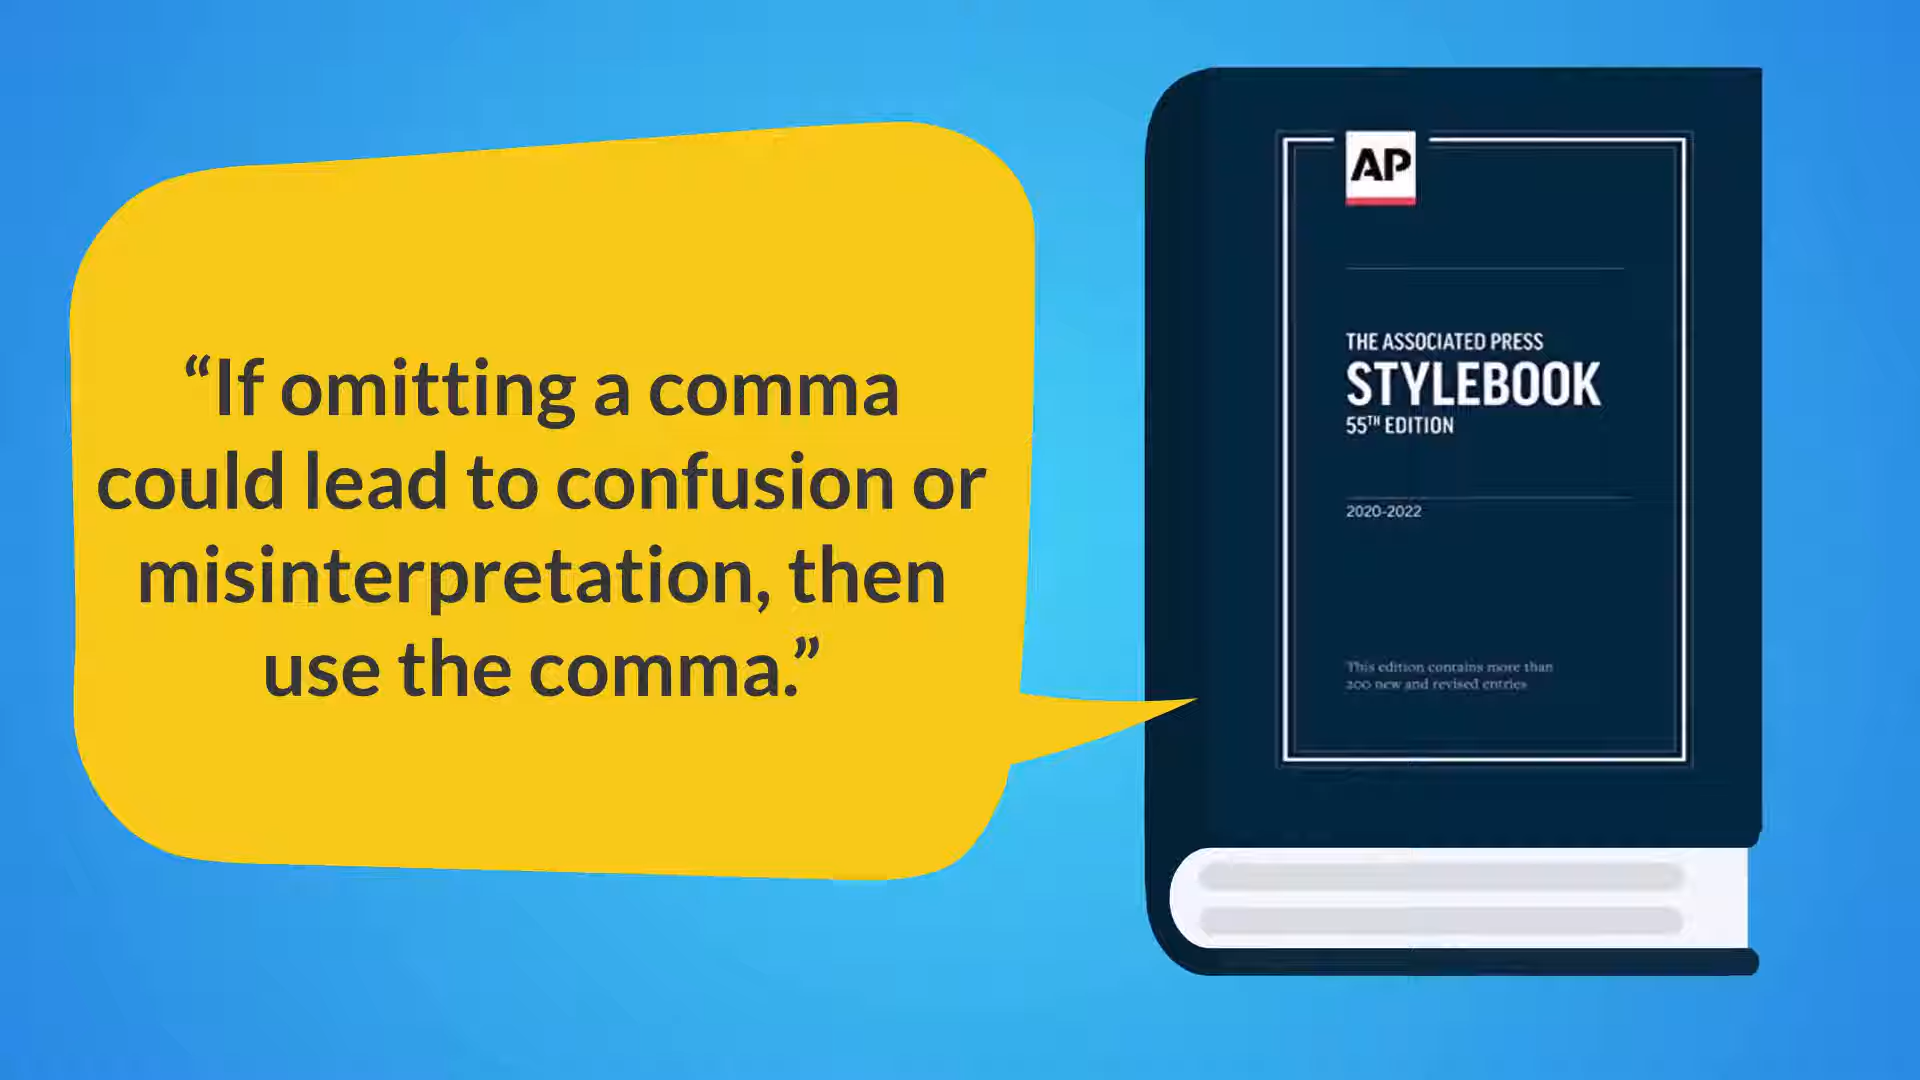 “If omitting a comma
could lead to confusion or
misinterpretation, then
use the comma.”
AP
THE ASSOCIATED PRESS
STYLEBOOK
55TH EDITION
2020-2022
This edition contains more than
200 new and revised entries